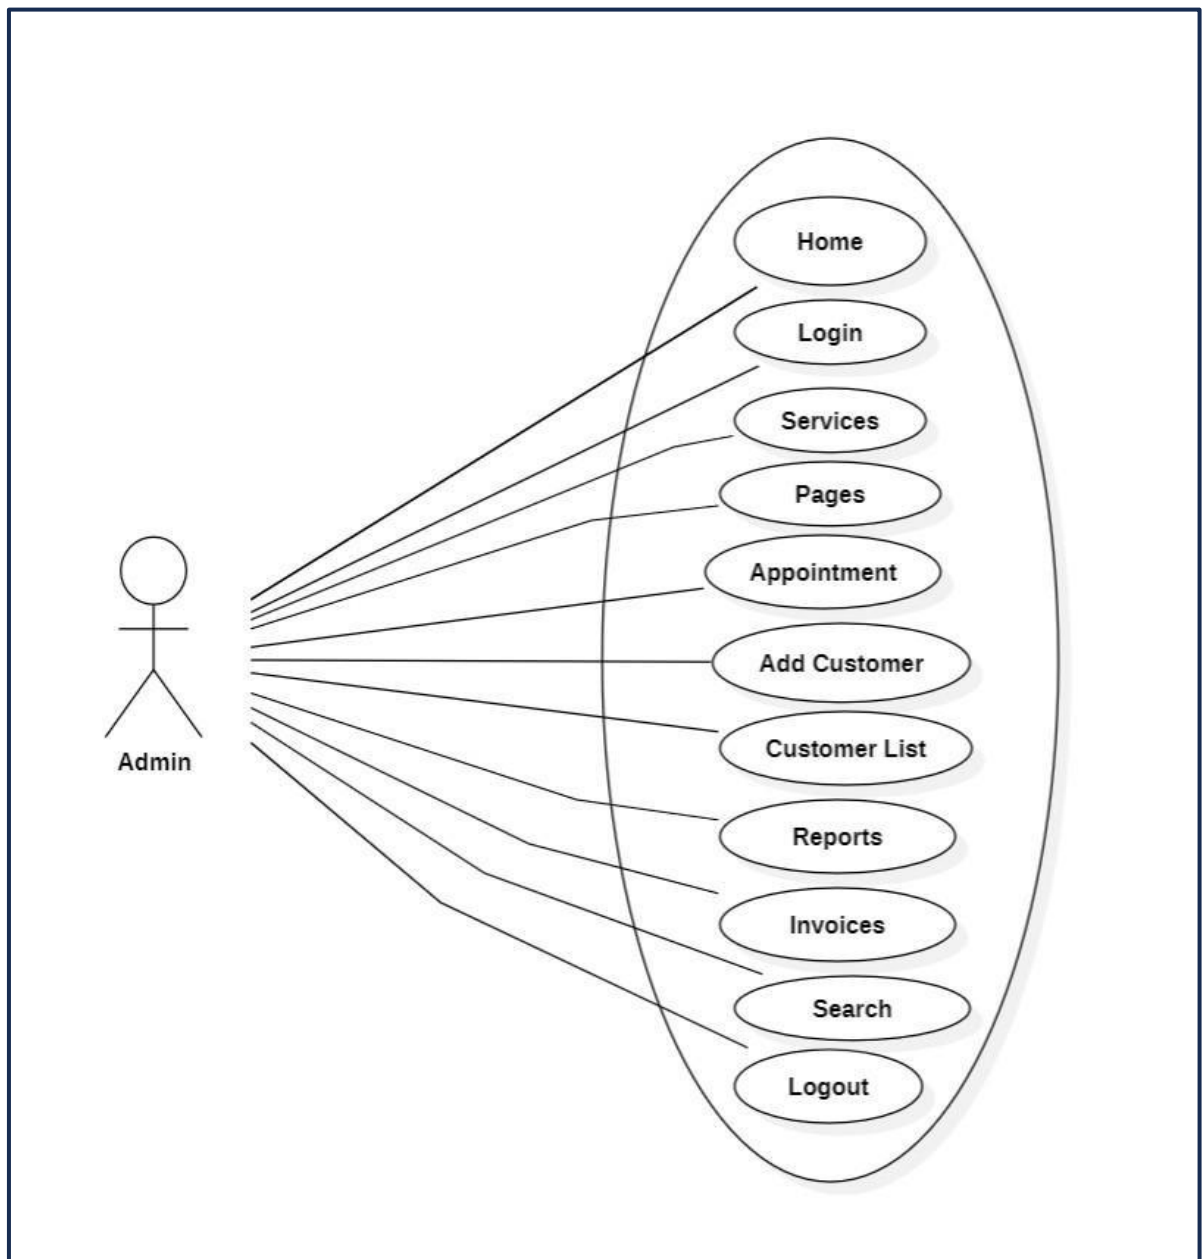 Home
Login
Services
Pages
Appointment
Add Customer
Customer List
Reports
Invoices
Search
Logout
Admin